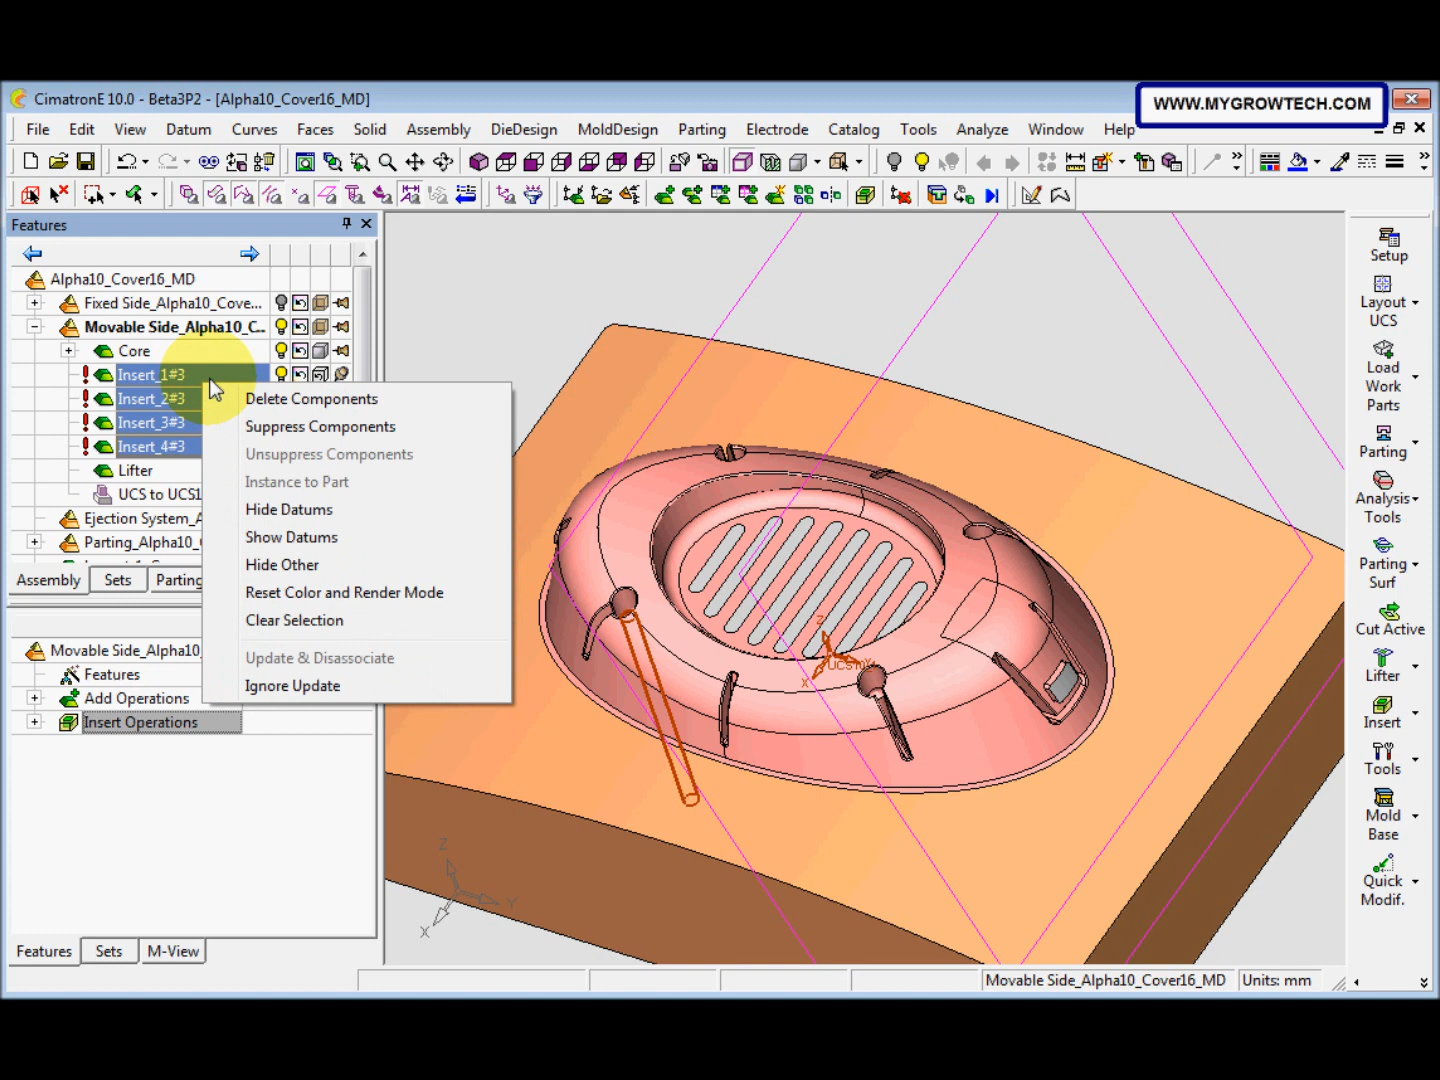 CimatronE 10.0 - Beta3P2 - [Alpha10_Cover16_MD]
WWW.MYGROWTECH.COM
File Edit View Datum Curves Faces Solid Assembly DieDesign MoldDesign Parting Electrode Catalog Tools Analyze Window Help
Features
Alpha10_Cover16_MD
Fixed Side_Alpha10_Cove...
Movable Side_Alpha10_C...
Core
Insert_1#3
Insert_2#3
Insert_3#3
Insert_4#3
Lifter
UCS to UCS1
Ejection System_A
Parting_Alpha10_
Assembly Sets Parting
Delete Components
Suppress Components
Unsuppress Components
Instance to Part
Hide Datums
Show Datums
Hide Other
Reset Color and Render Mode
Clear Selection
Update & Disassociate
Ignore Update
Movable Side_Alpha10_
Features
Add Operations
Insert Operations
Features Sets M-View
Z
X
Z
X
Y
Setup
Layout
UCS
Load
Work
Parts
Parting
Analysis
Tools
Parting
Surf
Cut Active
Lifter
Insert
Tools
Mold
Base
Quick
Modif.
Movable Side_Alpha10_Cover16_MD Units: mm